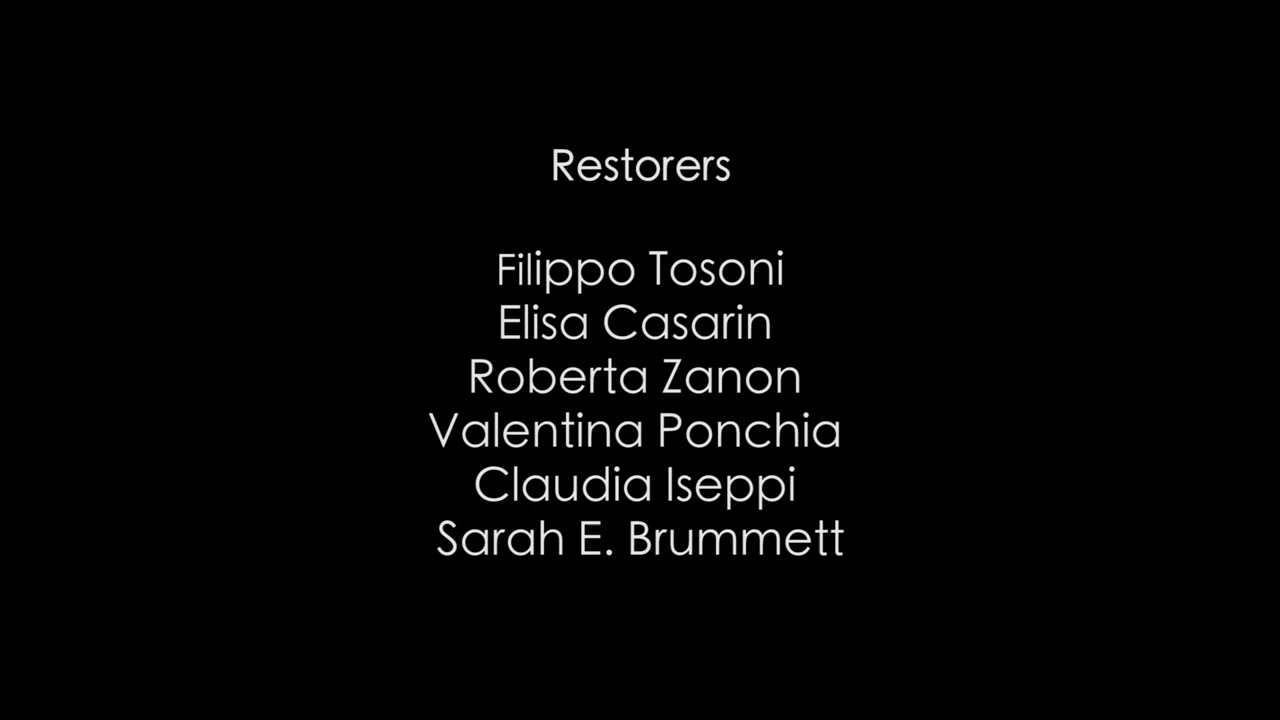 Restorers
Filippo Tosoni
Elisa Casarin
Roberta Zanon
Valentina Ponchia
Claudia Iseppi
Sarah E. Brummett